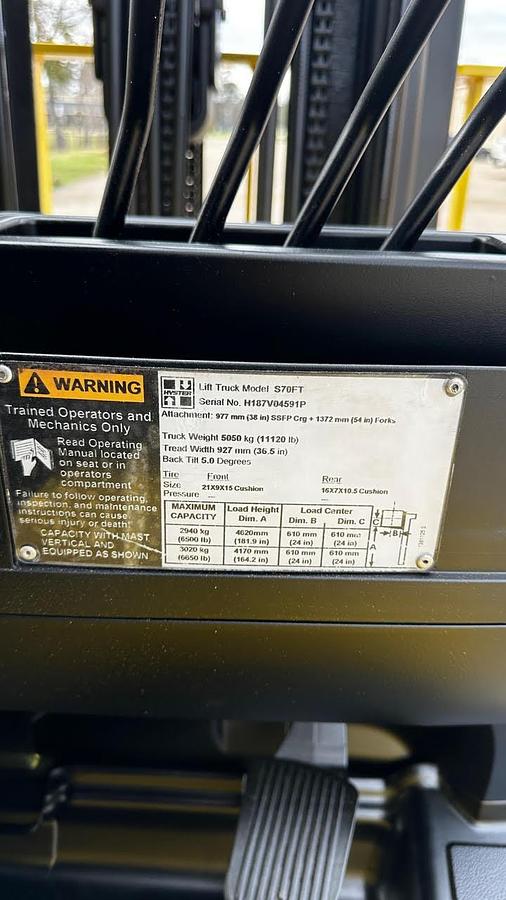 WARNING
Trained Operators and
Mechanics Only
Read Operating
Manual located
on seat or in
operators
compartment
Failure to follow operating,
inspection, and maintenance
instructions can cause
serious injury or death!
CAPACITY WITH MAST
VERTICAL AND
EQUIPPED AS SHOWN
HYSTER
Lift Truck Model S70FT
Serial No. H187V04591P
Attachment: 977 mm (38 in) SSFP Crg + 1372 mm (54 in) Forks
Truck Weight 5050 kg (11120 lb)
Tread Width 927 mm (36.5 in)
Back Tilt 5.0 Degrees
Tire Front Rear
Size 21X9X15 Cushion 16X7X10.5 Cushion
Pressure --- ---
MAXIMUM CAPACITY Load Height Dim. A Load Center Dim. B Dim. C
2940 kg (6500 lb) 4620mm (181.9 in) 610 mm (24 in) 610 mm (24 in)
3020 kg (6650 lb) 4170 mm (164.2 in) 610 mm (24 in) 610 mm (24 in)
C
B
A